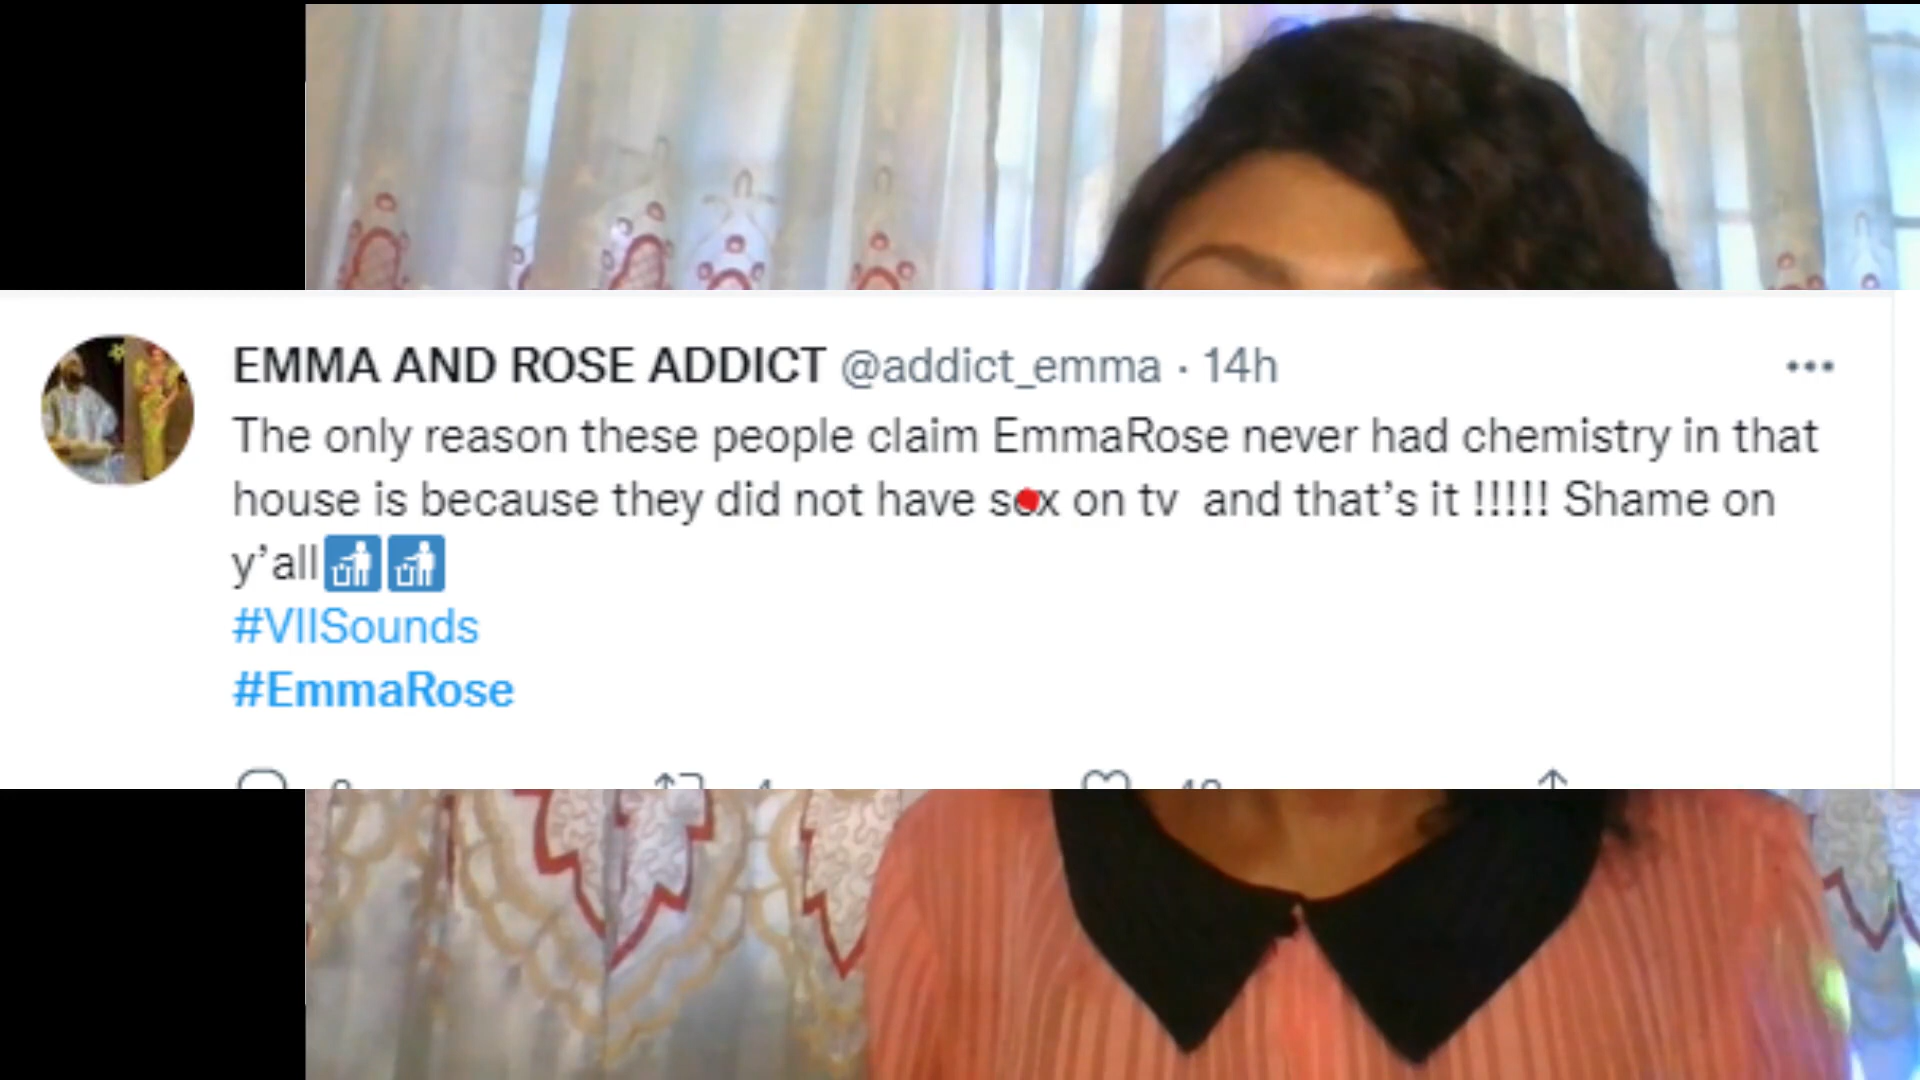 EMMA AND ROSE ADDICT @addict_emma · 14h
The only reason these people claim EmmaRose never had chemistry in that
house is because they did not have sex on tv and that’s it !!!!! Shame on
y’all🚮🚮
#VIISounds
#EmmaRose